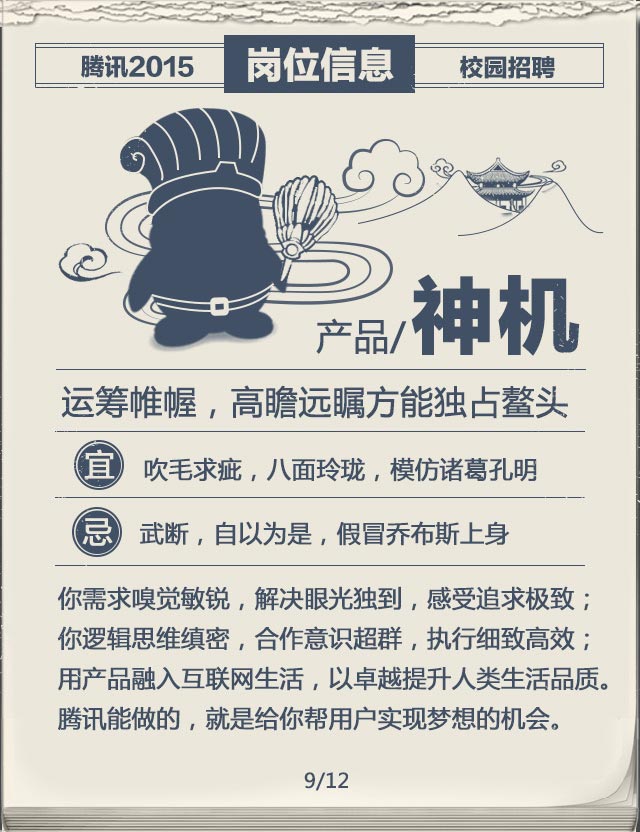 腾讯2015 岗位信息 校园招聘
产品/神机
运筹帷幄，高瞻远瞩方能独占鳌头
宜 吹毛求疵，八面玲珑，模仿诸葛孔明
忌 武断，自以为是，假冒乔布斯上身
你需求嗅觉敏锐，解决眼光独到，感受追求极致；
你逻辑思维缜密，合作意识超群，执行细致高效；
用产品融入互联网生活，以卓越提升人类生活品质。
腾讯能做的，就是给你帮用户实现梦想的机会。
9/12